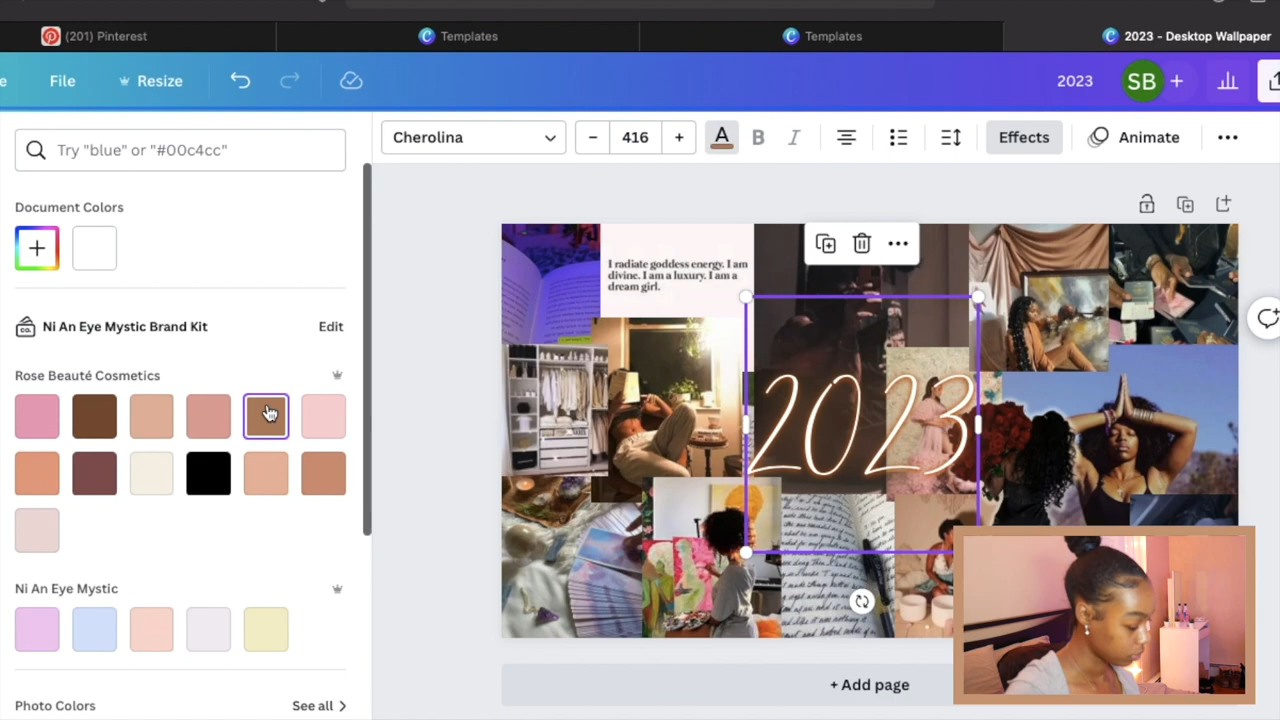 (201) Pinterest
Templates
Templates
2023 - Desktop Wallpaper
File
Resize
2023
SB
+
Cherolina
− 416 +
A B I
Effects
Animate
Try "blue" or "#00c4cc"
Document Colors
Ni An Eye Mystic Brand Kit
Edit
Rose Beauté Cosmetics
Ni An Eye Mystic
Photo Colors
See all
I radiate goddess energy. I am
divine. I am a luxury. I am a
dream girl.
2023
+ Add page